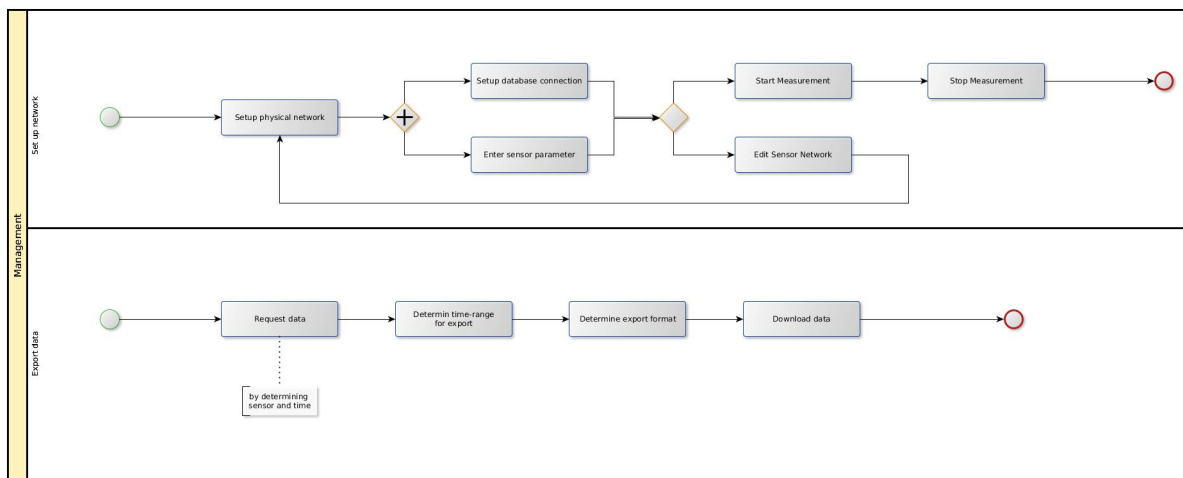 Management
Set up network
Setup physical network
Setup database connection
Enter sensor parameter
Start Measurement
Stop Measurement
Edit Sensor Network
Export data
Request data
by determining
sensor and time
Determin time-range
for export
Determine export format
Download data